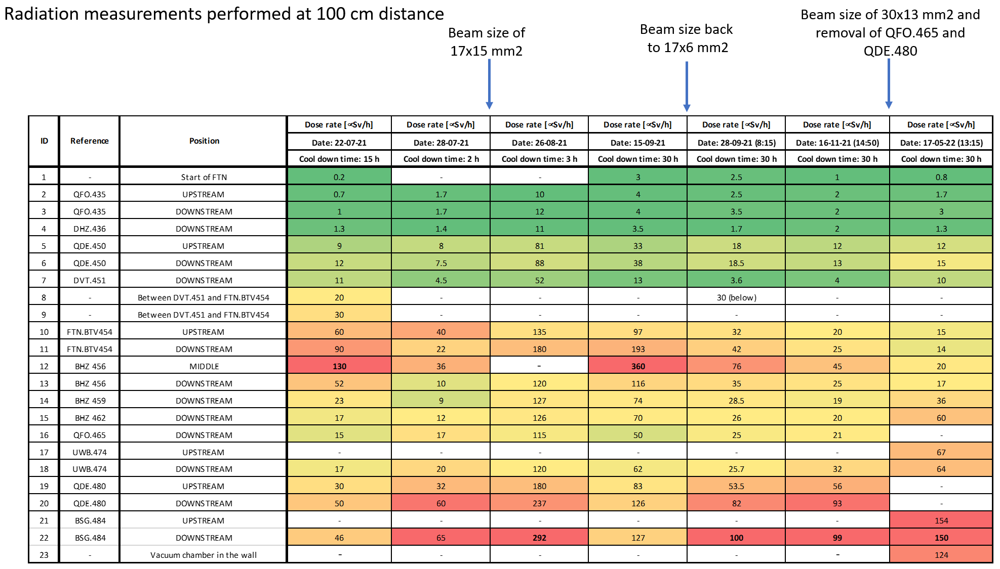 Radiation measurements performed at 100 cm distance
Beam size of
17x15 mm2
Beam size back
to 17x6 mm2
Beam size of 30x13 mm2 and
removal of QFO.465 and
QDE.480
ID Reference Position Dose rate [∝Sv/h] Dose rate [∝Sv/h] Dose rate [∝Sv/h] Dose rate [∝Sv/h] Dose rate [∝Sv/h] Dose rate [∝Sv/h] Dose rate [∝Sv/h]
Date: 22-07-21 Date: 28-07-21 Date: 26-08-21 Date: 15-09-21 Date: 28-09-21 (8:15) Date: 16-11-21 (14:50) Date: 17-05-22 (13:15)
Cool down time: 15 h Cool down time: 2 h Cool down time: 3 h Cool down time: 30 h Cool down time: 30 h Cool down time: 30 h Cool down time: 30 h
1 - Start of FTN 0.2 - - 3 2.5 1 0.8
2 QFO.435 UPSTREAM 0.7 1.7 10 4 2.5 2 1.7
3 QFO.435 DOWNSTREAM 1 1.7 12 4 3.5 2 3
4 DHZ.436 DOWNSTREAM 1.3 1.4 11 3.5 1.7 2 1.3
5 QDE.450 UPSTREAM 9 8 81 33 18 12 12
6 QDE.450 DOWNSTREAM 12 7.5 88 38 18.5 13 15
7 DVT.451 DOWNSTREAM 11 4.5 52 13 3.6 4 10
8 - Between DVT.451 and FTN.BTV454 20 - - - 30 (below) - -
9 - Between DVT.451 and FTN.BTV454 30 - - - - - -
10 FTN.BTV454 UPSTREAM 60 40 135 97 32 20 15
11 FTN.BTV454 DOWNSTREAM 90 22 180 193 42 25 14
12 BHZ 456 MIDDLE 130 36 - 360 76 45 20
13 BHZ 456 DOWNSTREAM 52 10 120 116 35 25 17
14 BHZ 459 DOWNSTREAM 23 9 127 74 28.5 19 36
15 BHZ 462 DOWNSTREAM 17 12 126 70 26 20 60
16 QFO.465 DOWNSTREAM 15 17 115 50 25 21 -
17 UWB.474 UPSTREAM - - - - - - 67
18 UWB.474 DOWNSTREAM 17 20 120 62 25.7 32 64
19 QDE.480 UPSTREAM 30 32 180 83 53.5 56 -
20 QDE.480 DOWNSTREAM 50 60 237 126 82 93 -
21 BSG.484 UPSTREAM - - - - - - 154
22 BSG.484 DOWNSTREAM 46 65 292 127 100 99 150
23 - Vacuum chamber in the wall - - - - - - 124